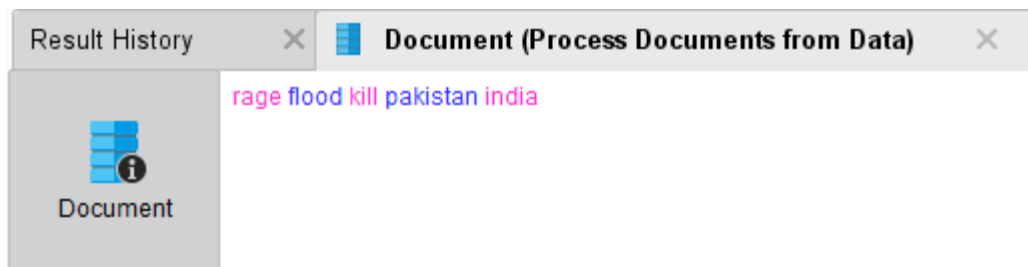 Result History
Document (Process Documents from Data)
rage flood kill pakistan india
Document